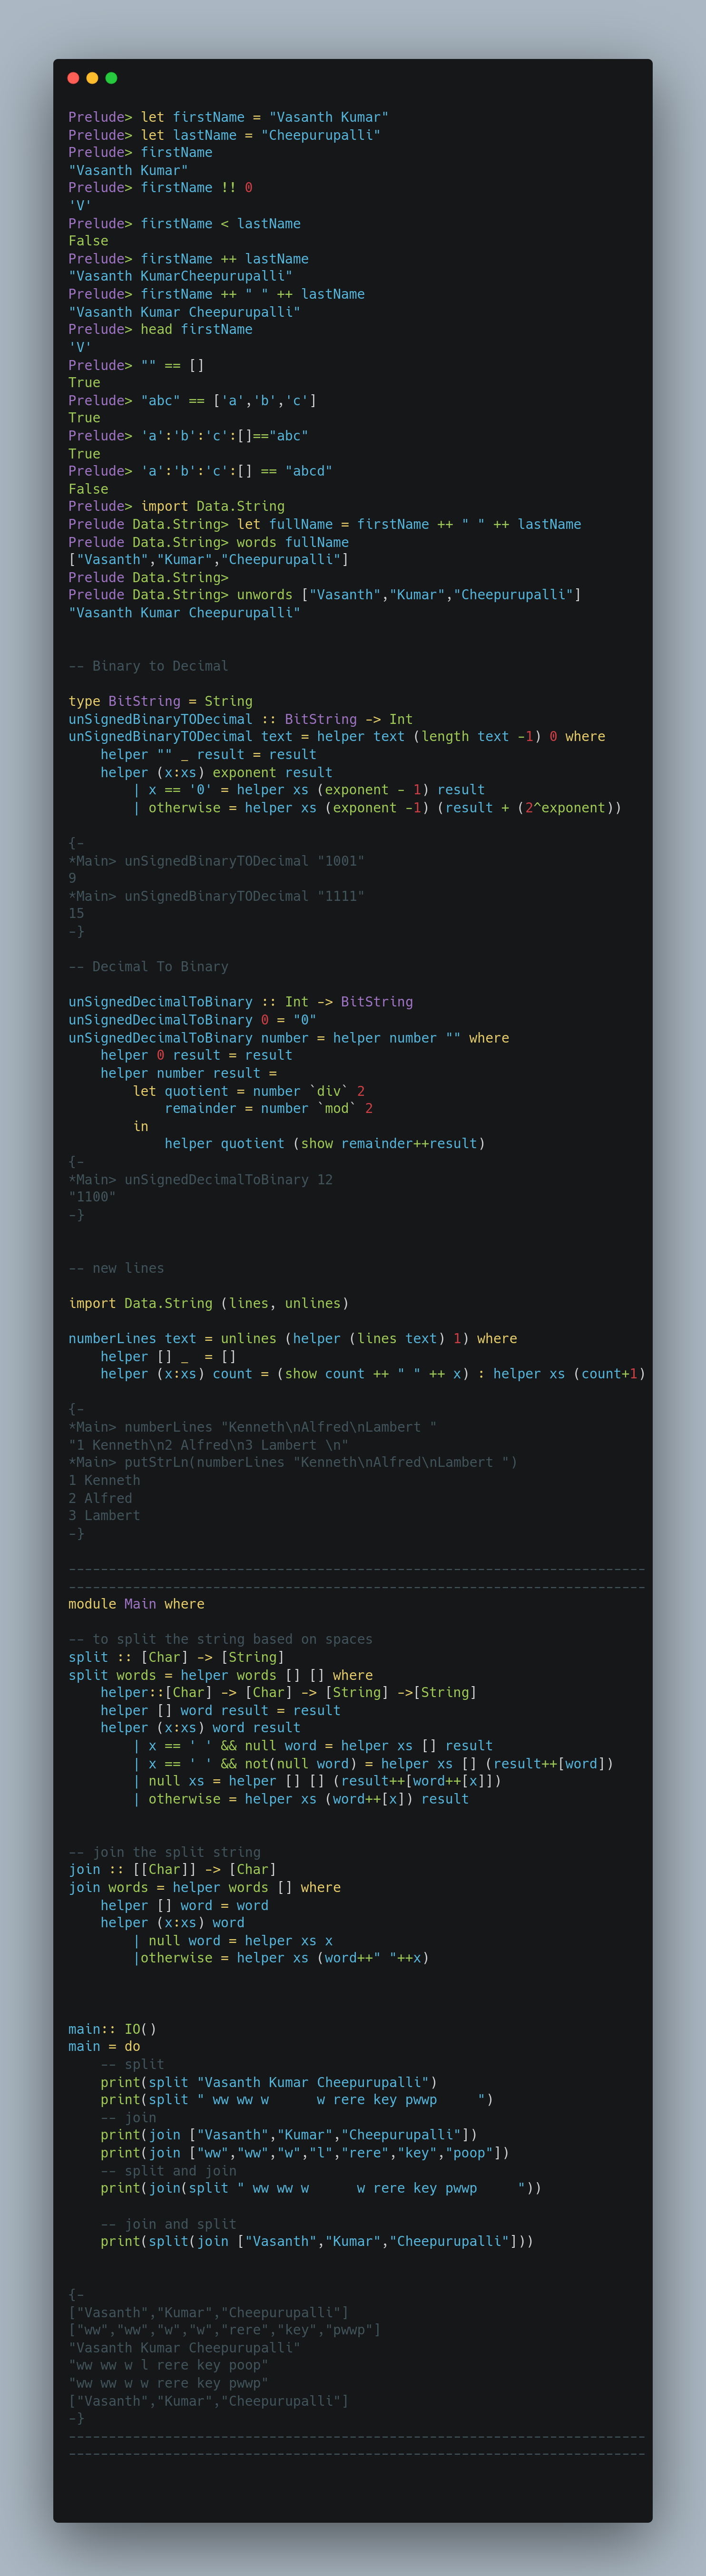 Prelude> let firstName = "Vasanth Kumar"
Prelude> let lastName = "Cheepurupalli"
Prelude> firstName
"Vasanth Kumar"
Prelude> firstName !! 0
'V'
Prelude> firstName < lastName
False
Prelude> firstName ++ lastName
"Vasanth KumarCheepurupalli"
Prelude> firstName ++ " " ++ lastName
"Vasanth Kumar Cheepurupalli"
Prelude> head firstName
'V'
Prelude> "" == []
True
Prelude> "abc" == ['a','b','c']
True
Prelude> 'a':'b':'c':[]=="abc"
True
Prelude> 'a':'b':'c':[] == "abcd"
False
Prelude> import Data.String
Prelude Data.String> let fullName = firstName ++ " " ++ lastName
Prelude Data.String> words fullName
["Vasanth","Kumar","Cheepurupalli"]
Prelude Data.String>
Prelude Data.String> unwords ["Vasanth","Kumar","Cheepurupalli"]
"Vasanth Kumar Cheepurupalli"
-- Binary to Decimal
type BitString = String
unSignedBinaryTODecimal :: BitString -> Int
unSignedBinaryTODecimal text = helper text (length text -1) 0 where
    helper "" _ result = result
    helper (x:xs) exponent result
        | x == '0' = helper xs (exponent - 1) result
        | otherwise = helper xs (exponent -1) (result + (2^exponent))
{-
*Main> unSignedBinaryTODecimal "1001"
9
*Main> unSignedBinaryTODecimal "1111"
15
-}
-- Decimal To Binary
unSignedDecimalToBinary :: Int -> BitString
unSignedDecimalToBinary 0 = "0"
unSignedDecimalToBinary number = helper number "" where
    helper 0 result = result
    helper number result =
        let quotient = number `div` 2
            remainder = number `mod` 2
        in
            helper quotient (show remainder++result)
{-
*Main> unSignedDecimalToBinary 12
"1100"
-}
-- new lines
import Data.String (lines, unlines)
numberLines text = unlines (helper (lines text) 1) where
    helper [] _  = []
    helper (x:xs) count = (show count ++ " " ++ x) : helper xs (count+1)
{-
*Main> numberLines "Kenneth\nAlfred\nLambert "
"1 Kenneth\n2 Alfred\n3 Lambert \n"
*Main> putStrLn(numberLines "Kenneth\nAlfred\nLambert ")
1 Kenneth
2 Alfred
3 Lambert
-}
------------------------------------------------------------------------
------------------------------------------------------------------------
module Main where
-- to split the string based on spaces
split :: [Char] -> [String]
split words = helper words [] [] where
    helper::[Char] -> [Char] -> [String] ->[String]
    helper [] word result = result
    helper (x:xs) word result
        | x == ' ' && null word = helper xs [] result
        | x == ' ' && not(null word) = helper xs [] (result++[word])
        | null xs = helper [] [] (result++[word++[x]])
        | otherwise = helper xs (word++[x]) result
-- join the split string
join :: [[Char]] -> [Char]
join words = helper words [] where
    helper [] word = word
    helper (x:xs) word
        | null word = helper xs x
        |otherwise = helper xs (word++" "++x)
main:: IO()
main = do
    -- split
    print(split "Vasanth Kumar Cheepurupalli")
    print(split " ww ww w      w rere key pwwp     ")
    -- join
    print(join ["Vasanth","Kumar","Cheepurupalli"])
    print(join ["ww","ww","w","l","rere","key","poop"])
    -- split and join
    print(join(split " ww ww w      w rere key pwwp     "))
    -- join and split
    print(split(join ["Vasanth","Kumar","Cheepurupalli"]))
{-
["Vasanth","Kumar","Cheepurupalli"]
["ww","ww","w","w","rere","key","pwwp"]
"Vasanth Kumar Cheepurupalli"
"ww ww w l rere key poop"
"ww ww w w rere key pwwp"
["Vasanth","Kumar","Cheepurupalli"]
-}
------------------------------------------------------------------------
------------------------------------------------------------------------